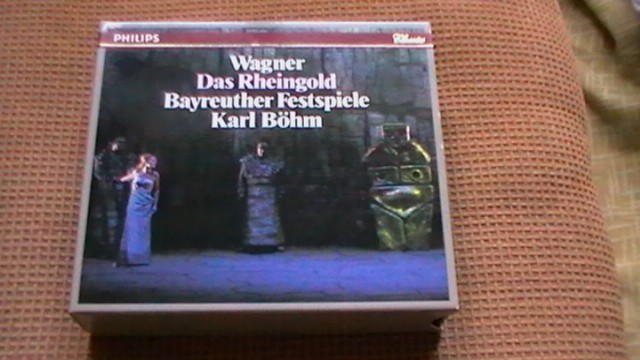 PHILIPS
Wagner
Das Rheingold
Bayreuther Festspiele
Karl Böhm